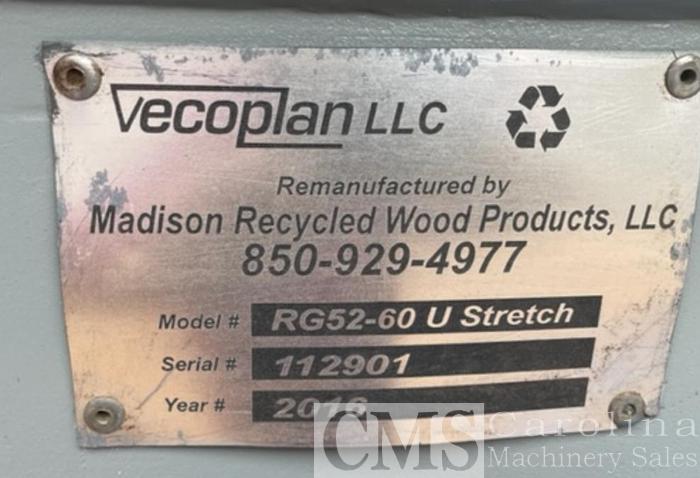 Vecoplan LLC
Remanufactured by
Madison Recycled Wood Products, LLC
850-929-4977
Model # RG52-60 U Stretch
Serial # 112901
Year # 2016
CMS Carolina
Machinery Sales